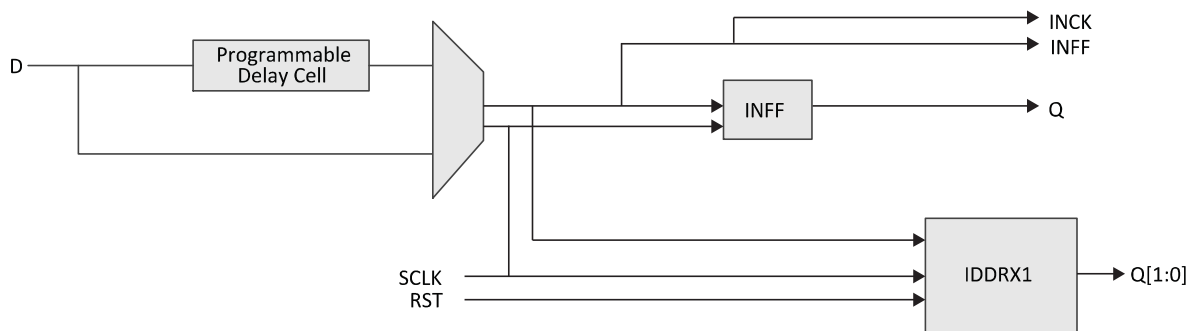 INCK
INFF
D
Programmable
Delay Cell
INFF
Q
SCLK
RST
IDDRX1
Q[1:0]